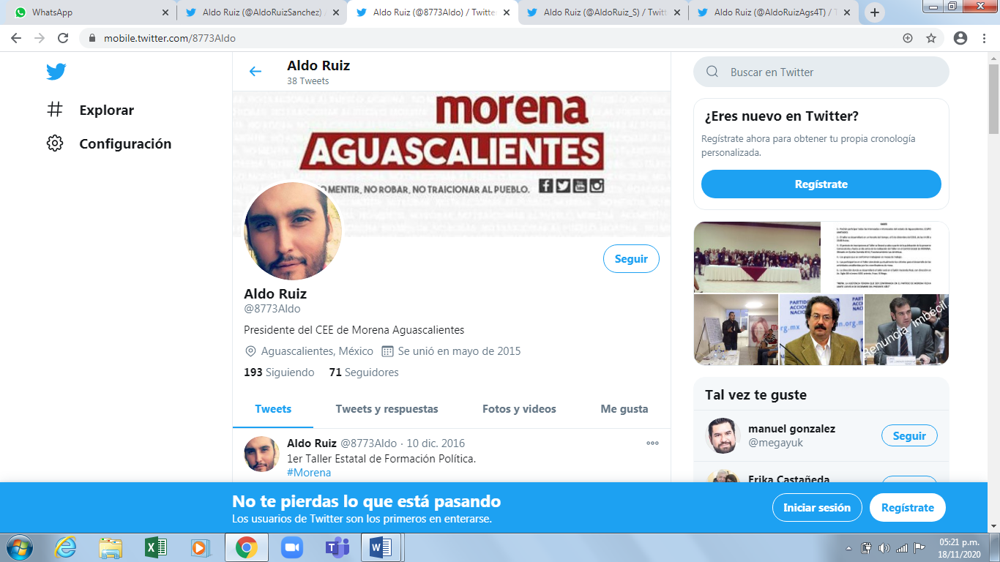 WhatsApp
Aldo Ruiz (@AldoRuizSanchez) /
Aldo Ruiz (@8773Aldo) / Twitter
Aldo Ruiz (@AldoRuiz_S) / Twitt
Aldo Ruiz (@AldoRuizAgs4T) / T
mobile.twitter.com/8773Aldo
Explorar
Configuración
Aldo Ruiz
38 Tweets
morena
AGUASCALIENTES
MENTIR, NO ROBAR, NO TRAICIONAR AL PUEBLO.
Seguir
Aldo Ruiz
@8773Aldo
Presidente del CEE de Morena Aguascalientes
Aguascalientes, México Se unió en mayo de 2015
193 Siguiendo 71 Seguidores
Tweets Tweets y respuestas Fotos y videos Me gusta
Aldo Ruiz @8773Aldo · 10 dic. 2016
1er Taller Estatal de Formación Política.
#Morena
Buscar en Twitter
¿Eres nuevo en Twitter?
Regístrate ahora para obtener tu propia cronología
personalizada.
Regístrate
Renuncia Imbécil
Tal vez te guste
manuel gonzalez
@megayuk
Seguir
Erika Castañeda
No te pierdas lo que está pasando
Los usuarios de Twitter son los primeros en enterarse.
Iniciar sesión
Regístrate
05:21 p.m.
18/11/2020